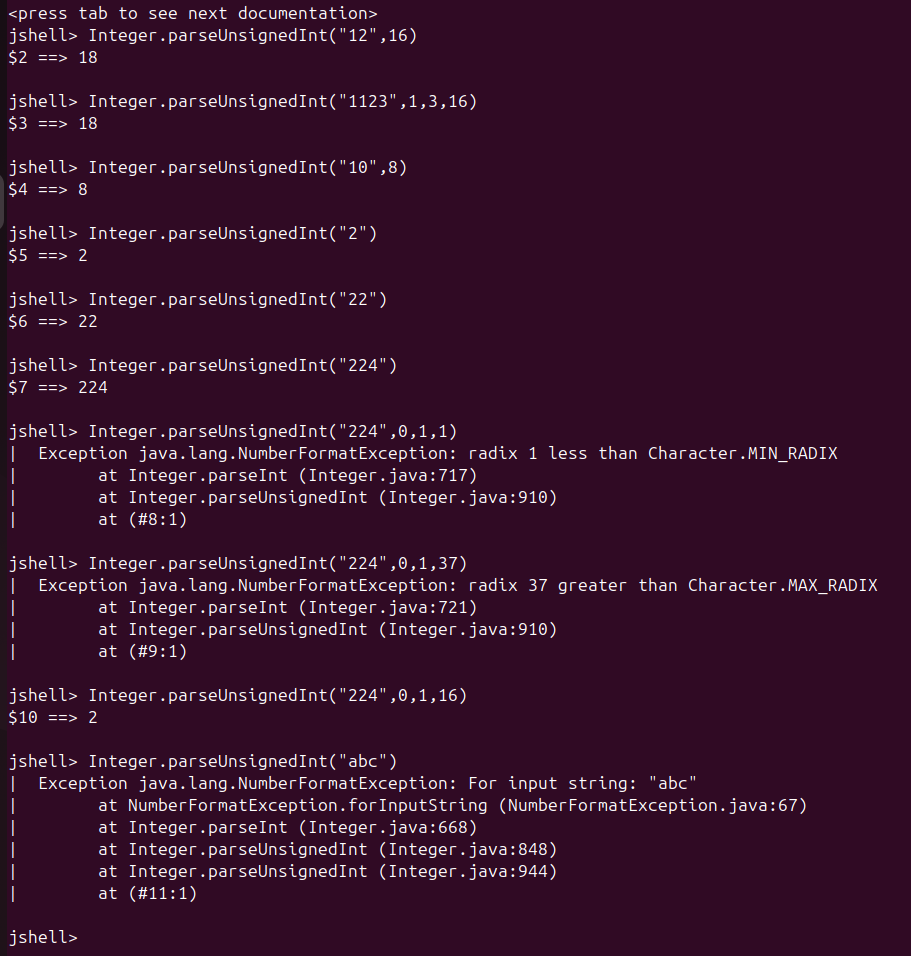 <press tab to see next documentation>
jshell> Integer.parseUnsignedInt("12",16)
$2 ==> 18
jshell> Integer.parseUnsignedInt("1123",1,3,16)
$3 ==> 18
jshell> Integer.parseUnsignedInt("10",8)
$4 ==> 8
jshell> Integer.parseUnsignedInt("2")
$5 ==> 2
jshell> Integer.parseUnsignedInt("22")
$6 ==> 22
jshell> Integer.parseUnsignedInt("224")
$7 ==> 224
jshell> Integer.parseUnsignedInt("224",0,1,1)
|  Exception java.lang.NumberFormatException: radix 1 less than Character.MIN_RADIX
|        at Integer.parseInt (Integer.java:717)
|        at Integer.parseUnsignedInt (Integer.java:910)
|        at (#8:1)
jshell> Integer.parseUnsignedInt("224",0,1,37)
|  Exception java.lang.NumberFormatException: radix 37 greater than Character.MAX_RADIX
|        at Integer.parseInt (Integer.java:721)
|        at Integer.parseUnsignedInt (Integer.java:910)
|        at (#9:1)
jshell> Integer.parseUnsignedInt("224",0,1,16)
$10 ==> 2
jshell> Integer.parseUnsignedInt("abc")
|  Exception java.lang.NumberFormatException: For input string: "abc"
|        at NumberFormatException.forInputString (NumberFormatException.java:67)
|        at Integer.parseInt (Integer.java:668)
|        at Integer.parseUnsignedInt (Integer.java:848)
|        at Integer.parseUnsignedInt (Integer.java:944)
|        at (#11:1)
jshell>